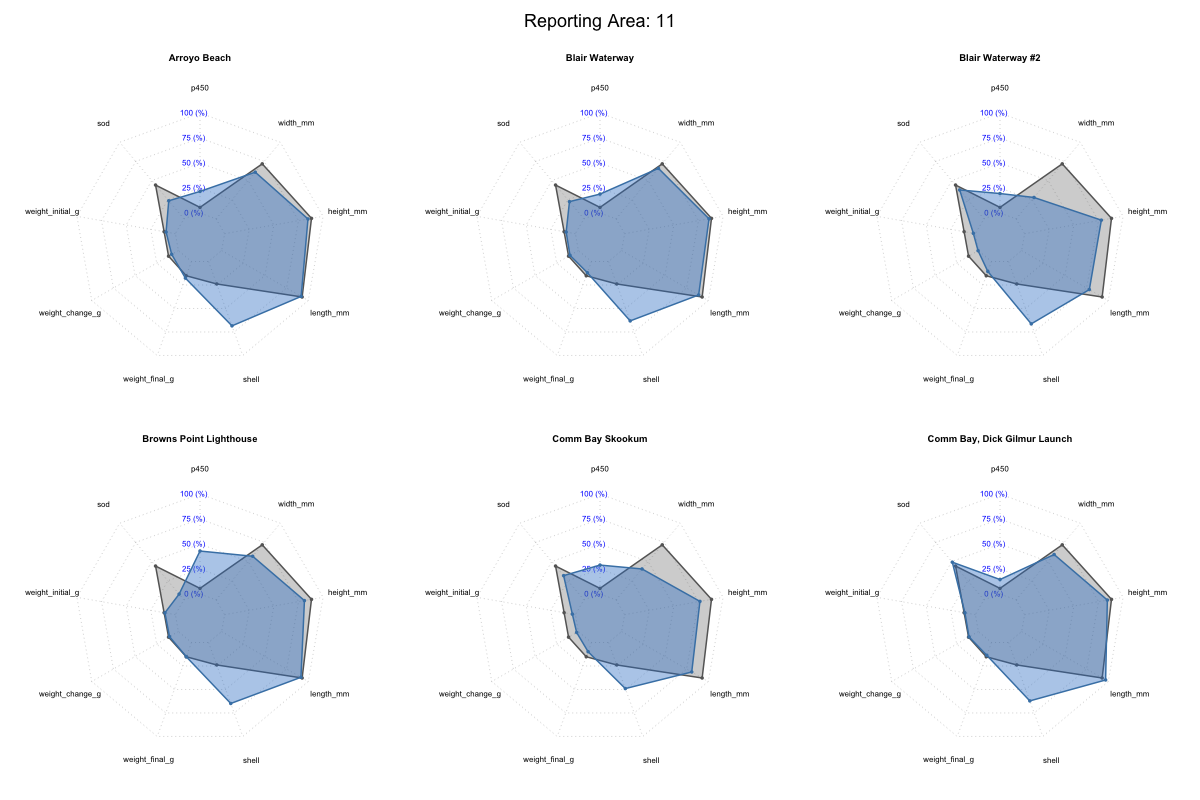 Reporting Area: 11
Arroyo Beach
p450
100 (%)
sod
width_mm
75 (%)
50 (%)
25 (%)
weight_initial_g
0 (%)
height_mm
weight_change_g
length_mm
weight_final_g
shell
Blair Waterway
p450
100 (%)
sod
width_mm
75 (%)
50 (%)
25 (%)
weight_initial_g
0 (%)
height_mm
weight_change_g
length_mm
weight_final_g
shell
Blair Waterway #2
p450
100 (%)
sod
width_mm
75 (%)
50 (%)
25 (%)
weight_initial_g
0 (%)
height_mm
weight_change_g
length_mm
weight_final_g
shell
Browns Point Lighthouse
p450
100 (%)
sod
width_mm
75 (%)
50 (%)
25 (%)
weight_initial_g
0 (%)
height_mm
weight_change_g
length_mm
weight_final_g
shell
Comm Bay Skookum
p450
100 (%)
sod
width_mm
75 (%)
50 (%)
25 (%)
weight_initial_g
0 (%)
height_mm
weight_change_g
length_mm
weight_final_g
shell
Comm Bay, Dick Gilmur Launch
p450
100 (%)
sod
width_mm
75 (%)
50 (%)
25 (%)
weight_initial_g
0 (%)
height_mm
weight_change_g
length_mm
weight_final_g
shell